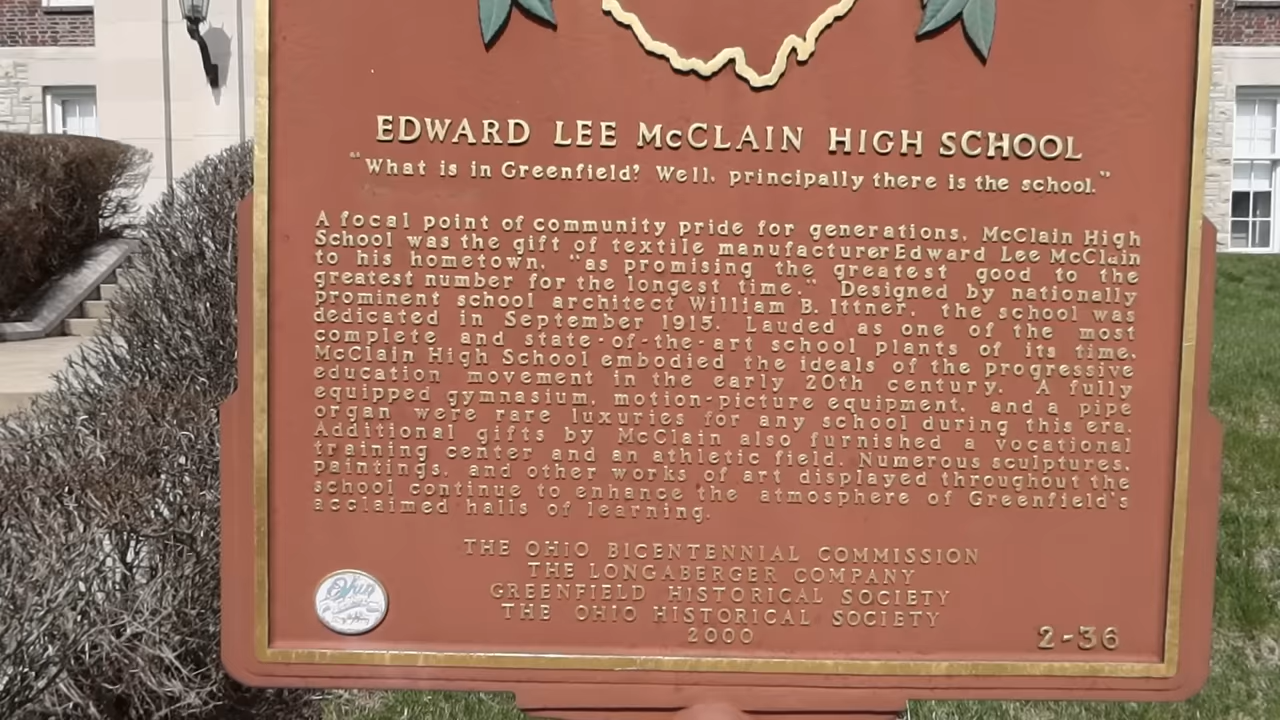 EDWARD LEE McCLAIN HIGH SCHOOL
"What is in Greenfield? Well, principally there is the school."
A focal point of community pride for generations, McClain High
School was the gift of textile manufacturer Edward Lee McClain
to his hometown, "as promising the greatest good to the
greatest number for the longest time." Designed by nationally
prominent school architect William B. Ittner, the school was
dedicated in September 1915. Lauded as one of the most
complete and state-of-the-art school plants of its time,
McClain High School embodied the ideals of the progressive
education movement in the early 20th century. A fully
equipped gymnasium, motion-picture equipment, and a pipe
organ were rare luxuries for any school during this era.
Additional gifts by McClain also furnished a vocational
training center and an athletic field. Numerous sculptures,
paintings, and other works of art displayed throughout the
school continue to enhance the atmosphere of Greenfield's
acclaimed halls of learning.
THE OHIO BICENTENNIAL COMMISSION
THE LONGABERGER COMPANY
GREENFIELD HISTORICAL SOCIETY
THE OHIO HISTORICAL SOCIETY
2000
2-36
Ohio